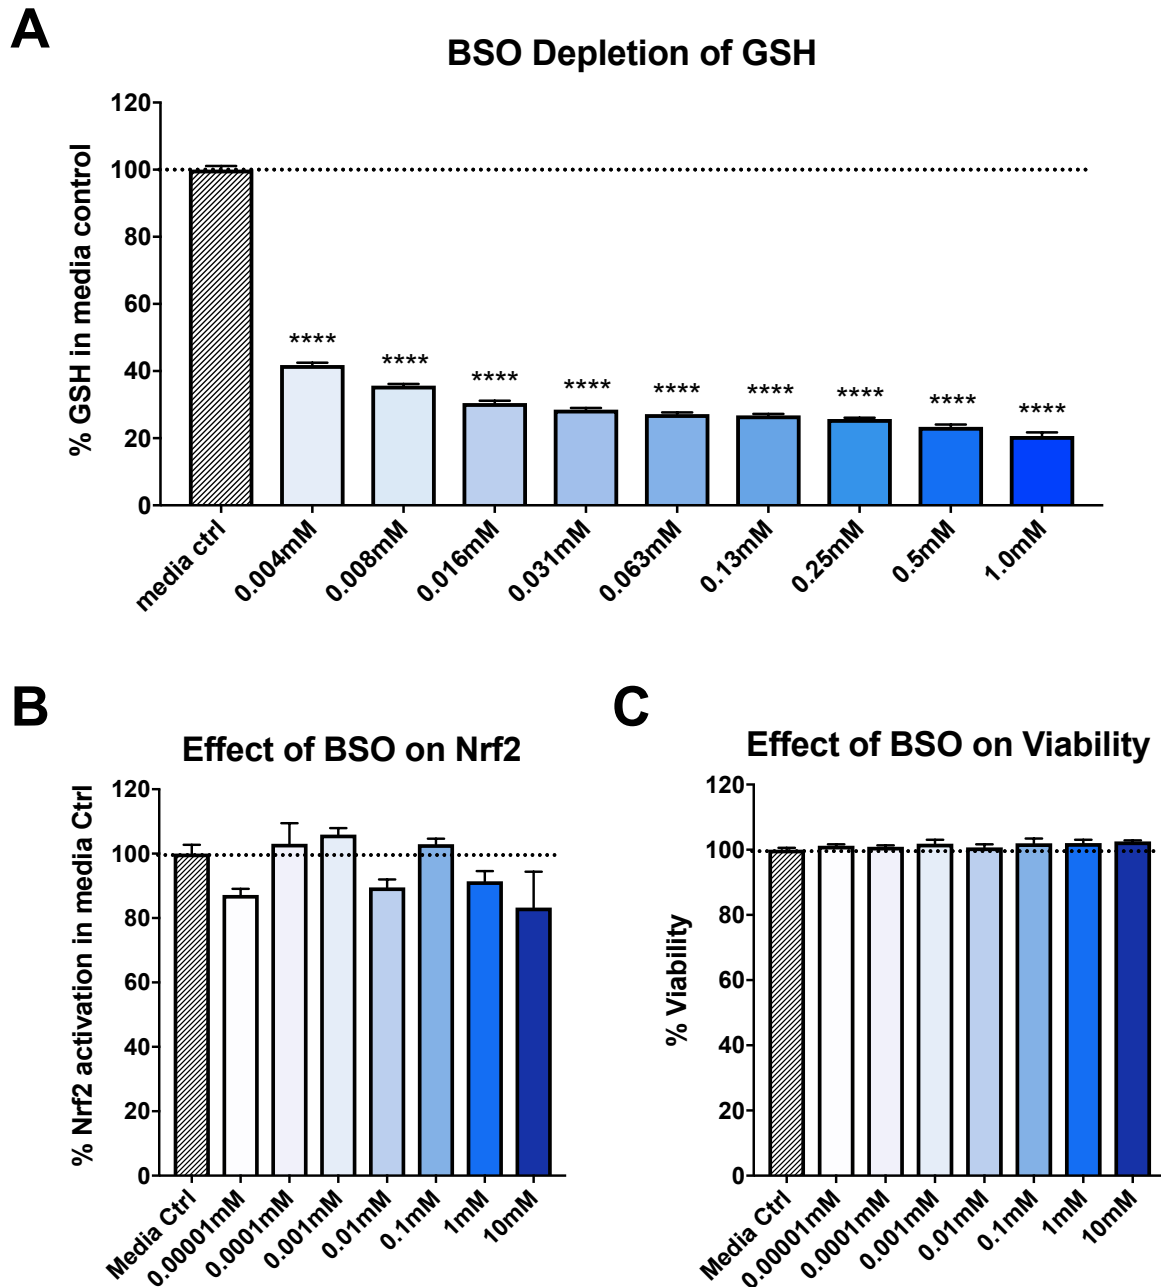 A
BSO Depletion of GSH
% GSH in media control
120
100
80
60
40
20
0
**** **** **** **** **** **** **** **** ****
media ctrl 0.004mM 0.008mM 0.016mM 0.031mM 0.063mM 0.13mM 0.25mM 0.5mM 1.0mM
B
Effect of BSO on Nrf2
% Nrf2 activation in media Ctrl
120
100
80
60
40
20
0
Media Ctrl 0.00001mM 0.0001mM 0.001mM 0.01mM 0.1mM 1mM 10mM
C
Effect of BSO on Viability
% Viability
120
100
80
60
40
20
0
Media Ctrl 0.00001mM 0.0001mM 0.001mM 0.01mM 0.1mM 1mM 10mM